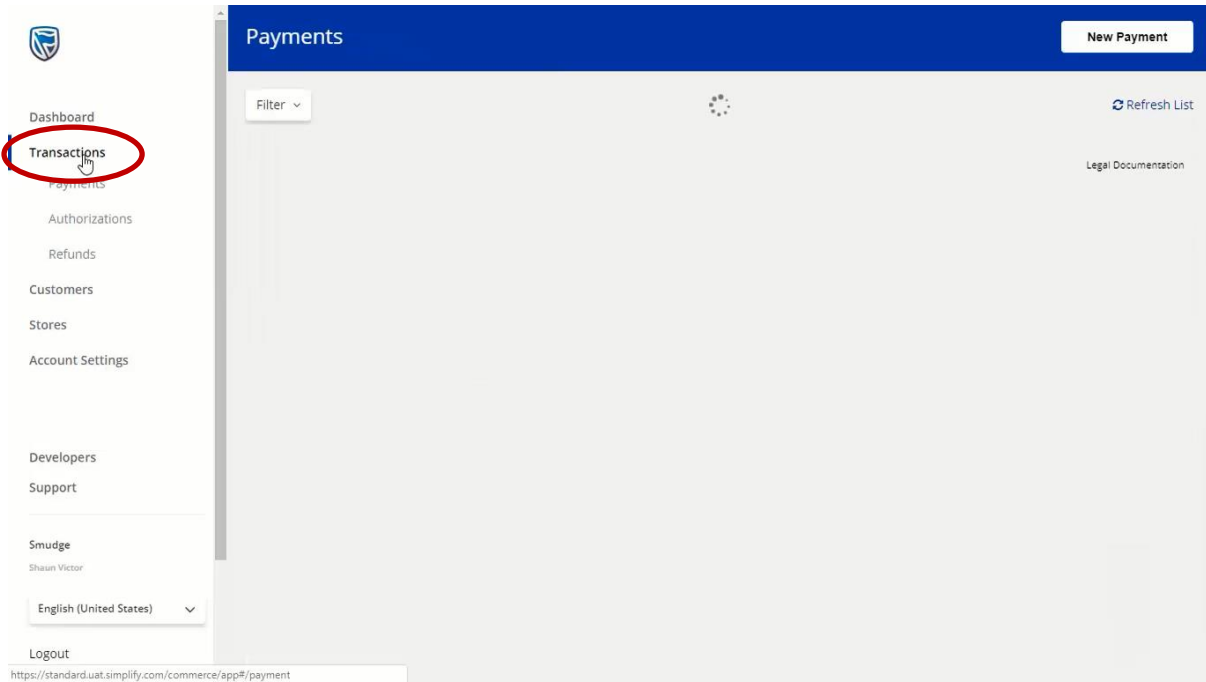 Payments
New Payment
Filter
Refresh List
Legal Documentation
Dashboard
Transactions
Payments
Authorizations
Refunds
Customers
Stores
Account Settings
Developers
Support
Smudge
Shaun Victor
English (United States)
Logout
https://standard.uat.simplify.com/commerce/app#/payment